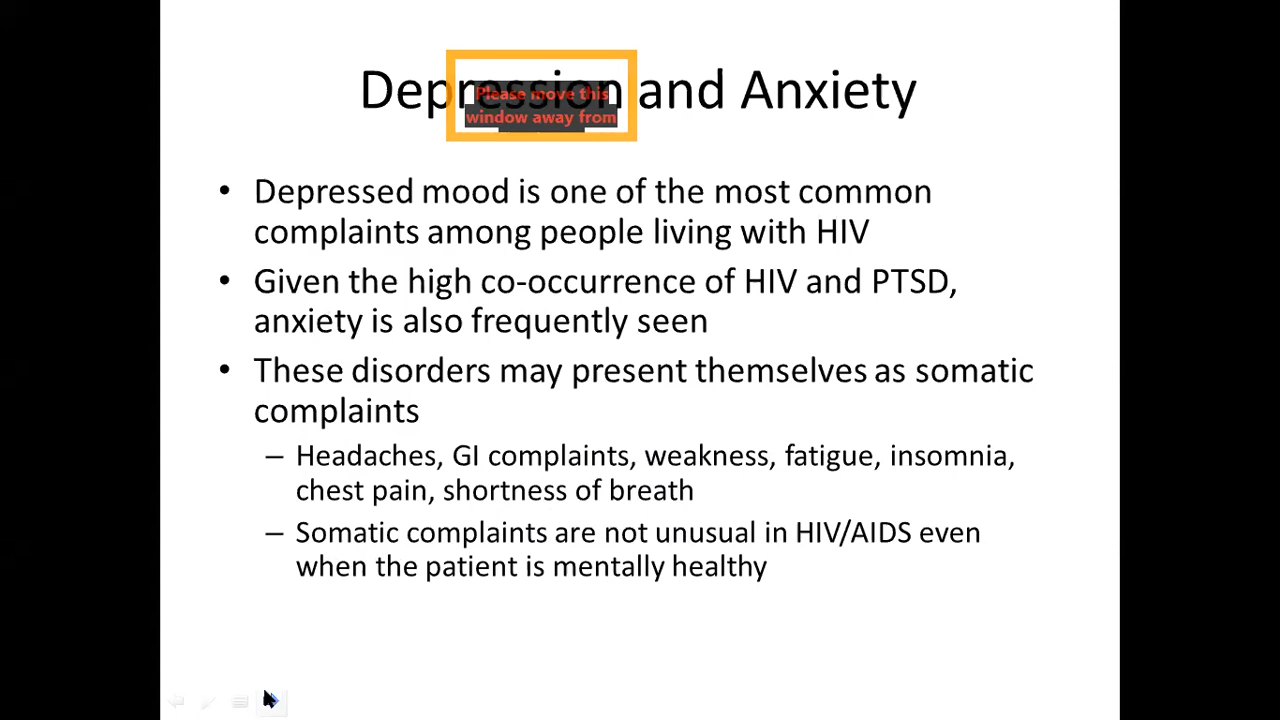 Depression and Anxiety
Please move this
window away from
• Depressed mood is one of the most common
complaints among people living with HIV
• Given the high co-occurrence of HIV and PTSD,
anxiety is also frequently seen
• These disorders may present themselves as somatic
complaints
– Headaches, GI complaints, weakness, fatigue, insomnia,
chest pain, shortness of breath
– Somatic complaints are not unusual in HIV/AIDS even
when the patient is mentally healthy